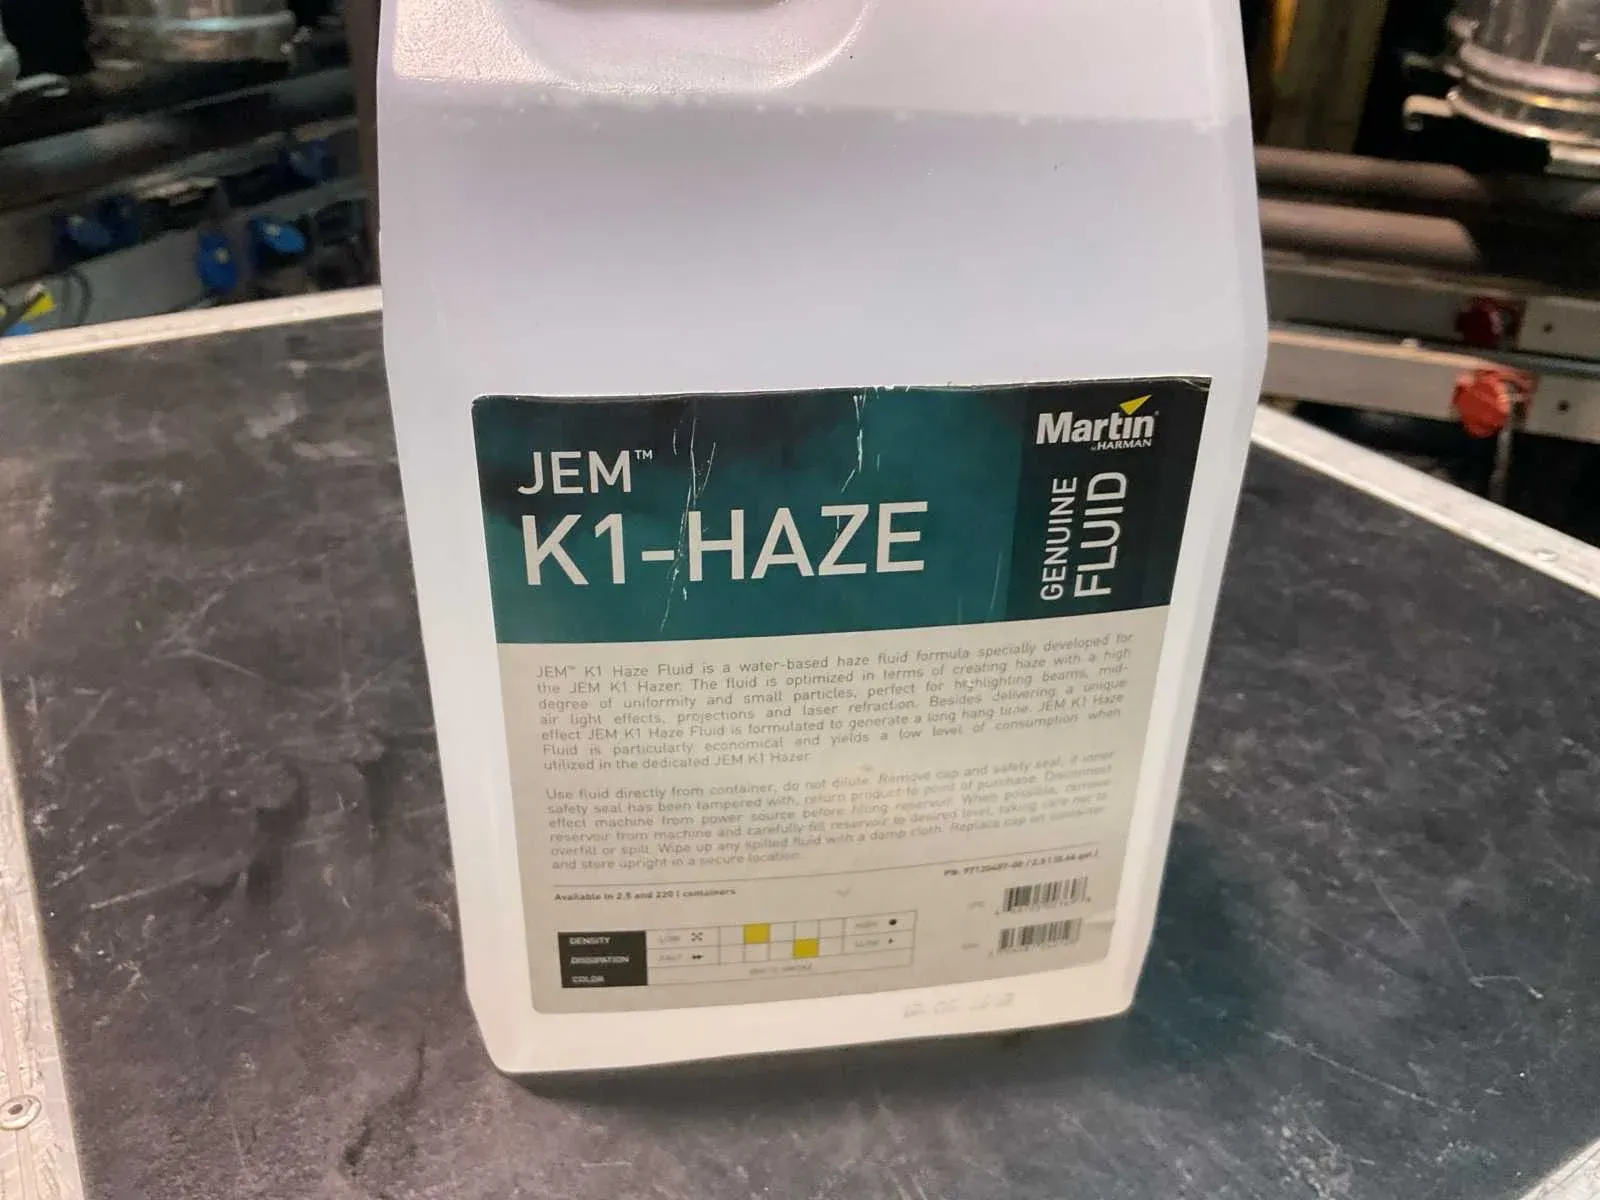 JEM™
K1-HAZE
Martin®
by HARMAN
GENUINE
FLUID
JEM™ K1 Haze Fluid is a water-based haze fluid formula specially developed for
the JEM K1 Hazer. The fluid is optimized in terms of creating haze with a high
degree of uniformity and small particles, perfect for highlighting beams, mid-
air light effects, projections and laser refraction. Besides delivering a unique
effect JEM K1 Haze Fluid is formulated to generate a long hang time. JEM K1 Haze
Fluid is particularly economical and yields a low level of consumption when
utilized in the dedicated JEM K1 Hazer.
Use fluid directly from container, do not dilute. Remove cap and safety seal, if inner
safety seal has been tampered with, return product to point of purchase. Disconnect
effect machine from power source before filling reservoir. When possible, remove
reservoir from machine and carefully fill reservoir to desired level, taking care not to
overfill or spill. Wipe up any spilled fluid with a damp cloth. Replace cap on container
and store upright in a secure location.
Available in 2.5 and 220 l containers
DENSITY LOW HIGH
DISSIPATION FAST SLOW
COLOR WHITE SMOKE